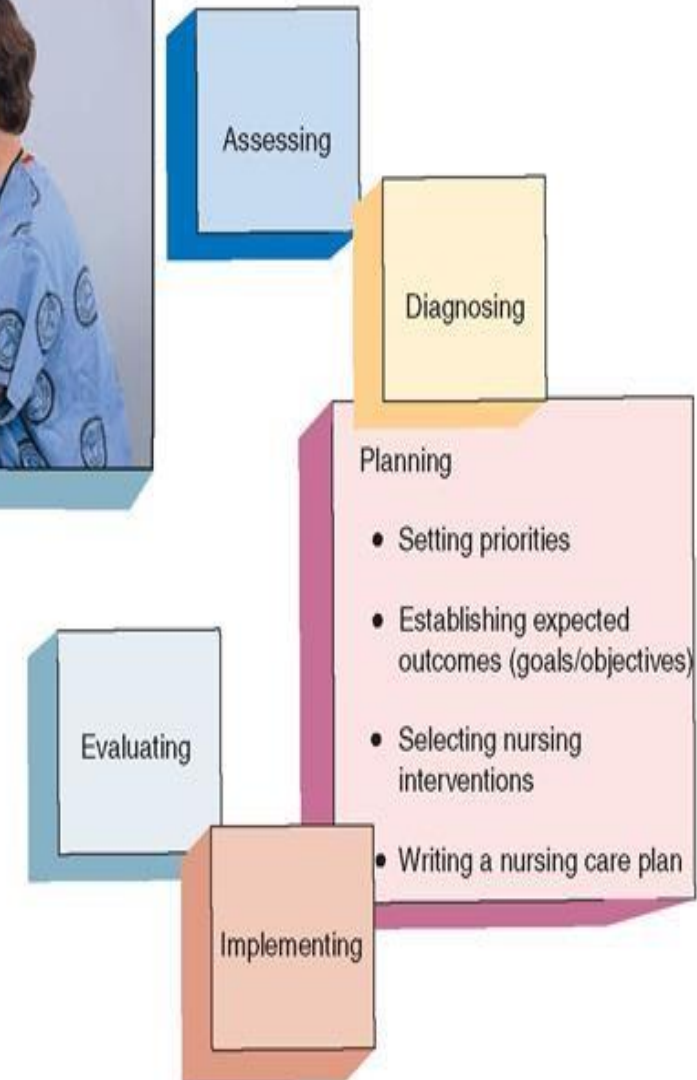 Assessing
Diagnosing
Planning
• Setting priorities
• Establishing expected
outcomes (goals/objectives)
• Selecting nursing
interventions
• Writing a nursing care plan
Implementing
Evaluating